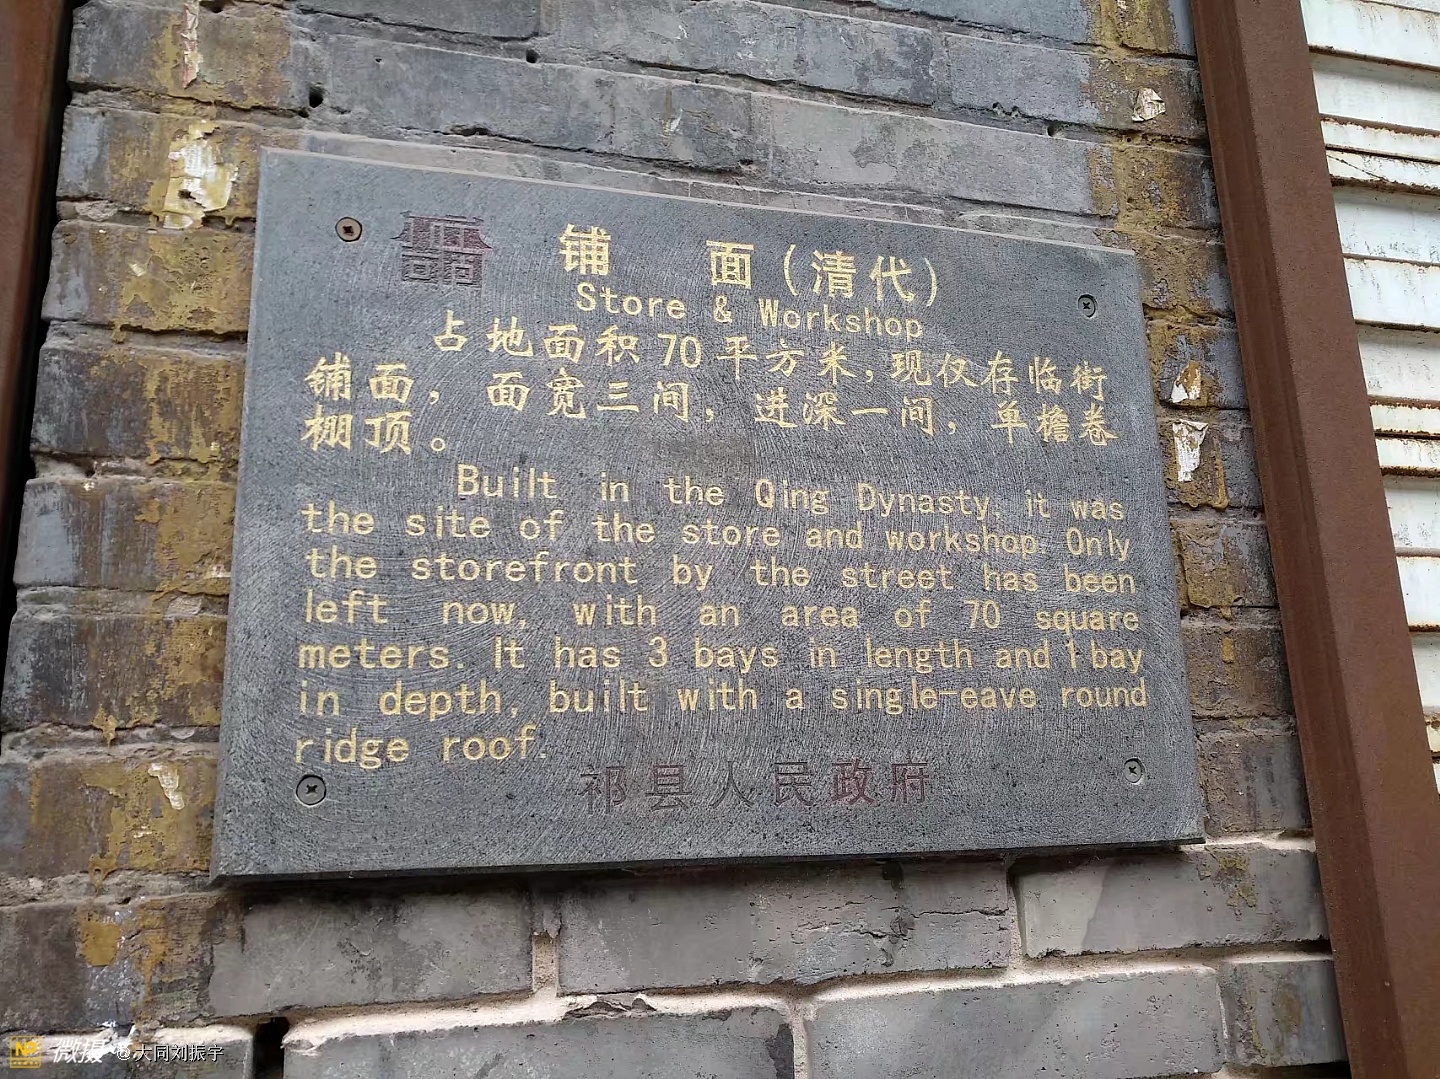 铺 面（清代）
Store & Workshop
占地面积70平方米，现仅存临街
铺面，面宽三间，进深一间，单檐卷
棚顶。
Built in the Qing Dynasty, it was
the site of the store and workshop. Only
the storefront by the street has been
left now, with an area of 70 square
meters. It has 3 bays in length and 1 bay
in depth, built with a single-eave round
ridge roof.
祁县人民政府
微摄 @大同刘振宇